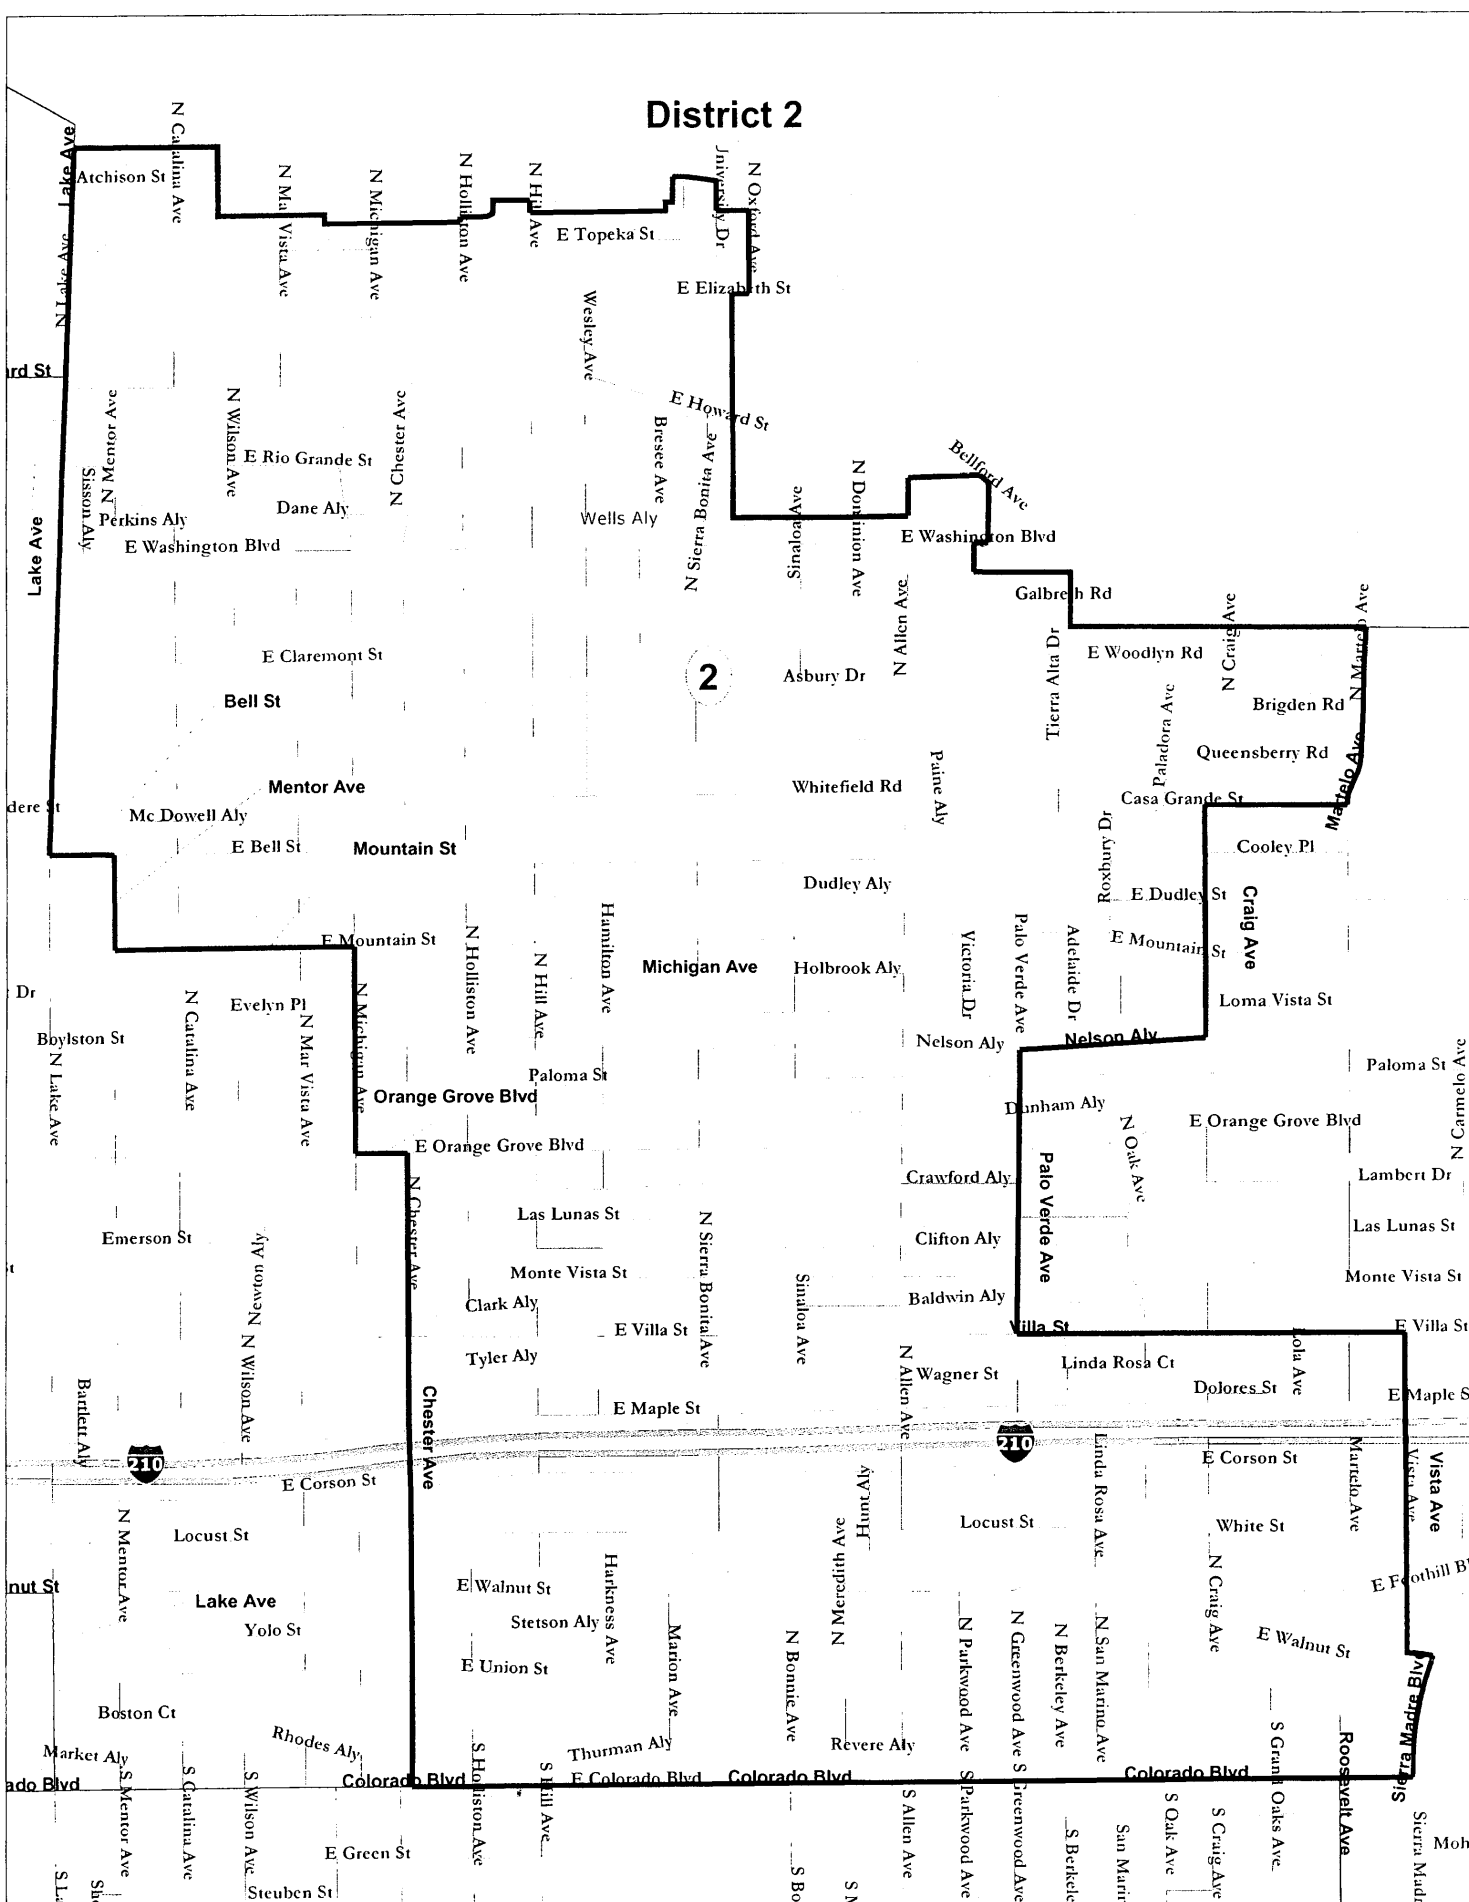 District 2
N Catalina Ave
Lake Ave
Atchison St
N Mar Vista Ave
N Michigan Ave
N Holliston Ave
N Hill Ave
University Dr
N Oxford Ave
E Topeka St
N Lake Ave
E Elizabeth St
Wesley Ave
rd St
N Mentor Ave
N Wilson Ave
N Chester Ave
E Howard St
Bresee Ave
N Sierra Bonita Ave
E Rio Grande St
Sisson Aly
Dane Aly
Perkins Aly
Wells Aly
E Washington Blvd
Lake Ave
Sinaloa Ave
N Dominion Ave
Bellford Ave
E Washington Blvd
Galbreth Rd
N Allen Ave
N Craig Ave
N Martelo Ave
E Claremont St
2
Asbury Dr
Tierra Alta Dr
E Woodlyn Rd
Bell St
Paladora Ave
Brigden Rd
Queensberry Rd
Martelo Ave
Mentor Ave
Whitefield Rd
Paine Aly
Casa Grande St
dere St
Mc Dowell Aly
E Bell St
Mountain St
Roxbury Dr
Cooley Pl
Dudley Aly
E Dudley St
Craig Ave
E Mountain St
N Holliston Ave
N Hill Ave
Hamilton Ave
Michigan Ave
Holbrook Aly
Victoria Dr
Palo Verde Ave
Adelaide Dr
E Mountain St
Dr
Evelyn Pl
N Catalina Ave
N Mar Vista Ave
N Michigan Ave
Loma Vista St
Boylston St
N Lake Ave
Nelson Aly
Nelson Aly
Paloma St
Paloma St
N Carmelo Ave
Orange Grove Blvd
Dunham Aly
N Oak Ave
E Orange Grove Blvd
E Orange Grove Blvd
Crawford Aly
Palo Verde Ave
Lambert Dr
N Chester Ave
Las Lunas St
N Sierra Bonita Ave
Las Lunas St
Emerson St
Newton Aly
Clifton Aly
t
Monte Vista St
Sinaloa Ave
Monte Vista St
Clark Aly
Baldwin Aly
E Villa St
Villa St
E Villa St
N Wilson Ave
Tyler Aly
N Allen Ave
Wagner St
Linda Rosa Ct
Lola Ave
Dolores St
Bartlett Aly
Chester Ave
E Maple St
E Maple S
210
210
E Corson St
Hunt Aly
Linda Rosa Ave
E Corson St
Martelo Ave
Vista Ave
Vista Ave
N Mentor Ave
Locust St
N Meredith Ave
Locust St
White St
nut St
E Walnut St
Harkness Ave
N Craig Ave
E Foothill B
Lake Ave
Yolo St
Stetson Aly
Marion Ave
N Bonnie Ave
N Parkwood Ave
N Greenwood Ave
N Berkeley Ave
N San Marino Ave
E Walnut St
E Union St
Sierra Madre Blv
Boston Ct
Market Aly
Rhodes Aly
Thurman Aly
Revere Aly
S Grand Oaks Ave
Roosevelt Ave
ado Blvd
Colorado Blvd
E Colorado Blvd
Colorado Blvd
Colorado Blvd
S Mentor Ave
S Catalina Ave
S Wilson Ave
S Holliston Ave
S Hill Ave
S Allen Ave
S Parkwood Ave
S Greenwood Ave
S Berkele
San Marin
S Oak Ave
S Craig Ave
Sierra Madr
Moh
E Green St
Steuben St
S La
Sh
S Bo
S M